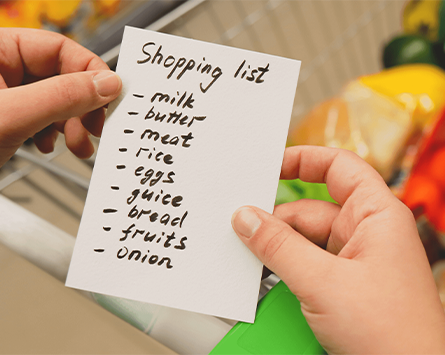 Shopping list
- milk
- butter
- meat
- rice
- eggs
- guice
- bread
- fruits
- onion